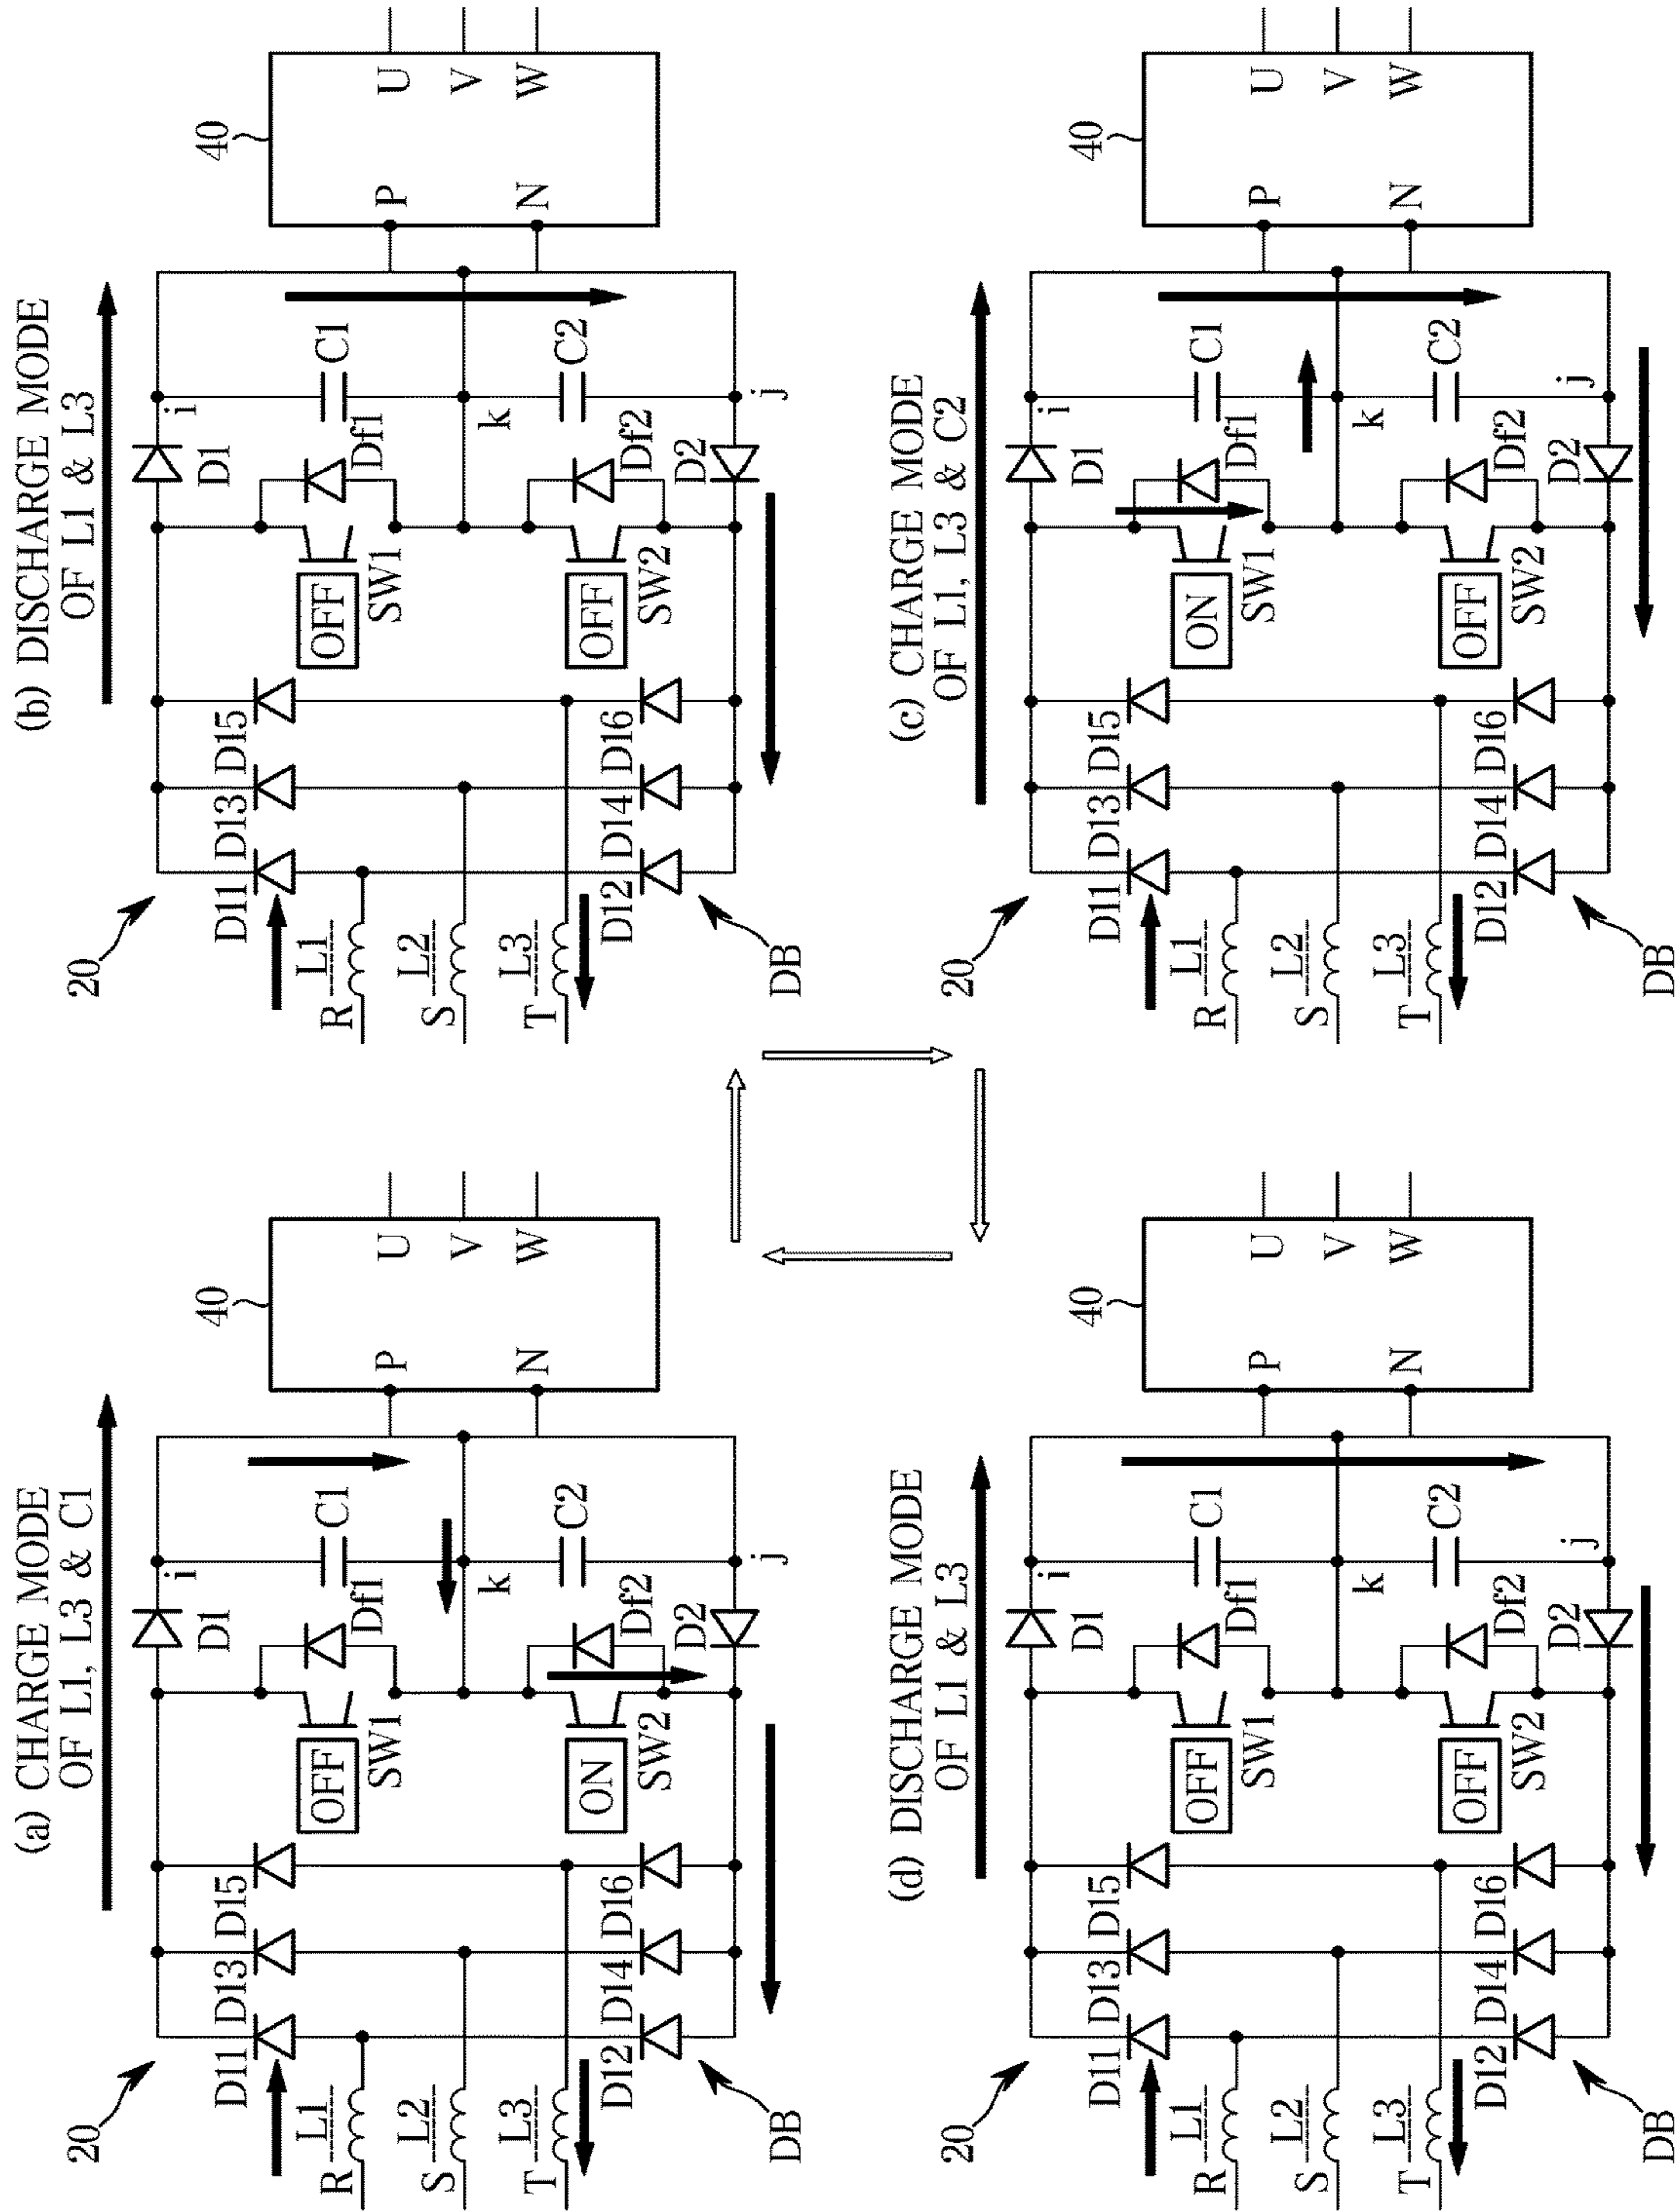 (a) CHARGE MODE
OF L1, L3 & C1
20
D11
D13
D15
D1
i
40
OFF
SW1
Df1
C1
P
U
R
L1
S
L2
k
V
T
L3
ON
SW2
Df2
C2
N
W
D12
D14
D16
D2
j
DB
(b) DISCHARGE MODE
OF L1 & L3
20
D11
D13
D15
D1
i
40
OFF
SW1
Df1
C1
P
U
R
L1
S
L2
k
V
T
L3
OFF
SW2
Df2
C2
N
W
D12
D14
D16
D2
j
DB
(d) DISCHARGE MODE
OF L1 & L3
20
D11
D13
D15
D1
i
40
OFF
SW1
Df1
C1
P
U
R
L1
S
L2
k
V
T
L3
OFF
SW2
Df2
C2
N
W
D12
D14
D16
D2
j
DB
(c) CHARGE MODE
OF L1, L3 & C2
20
D11
D13
D15
D1
i
40
ON
SW1
Df1
C1
P
U
R
L1
S
L2
k
V
T
L3
OFF
SW2
Df2
C2
N
W
D12
D14
D16
D2
j
DB